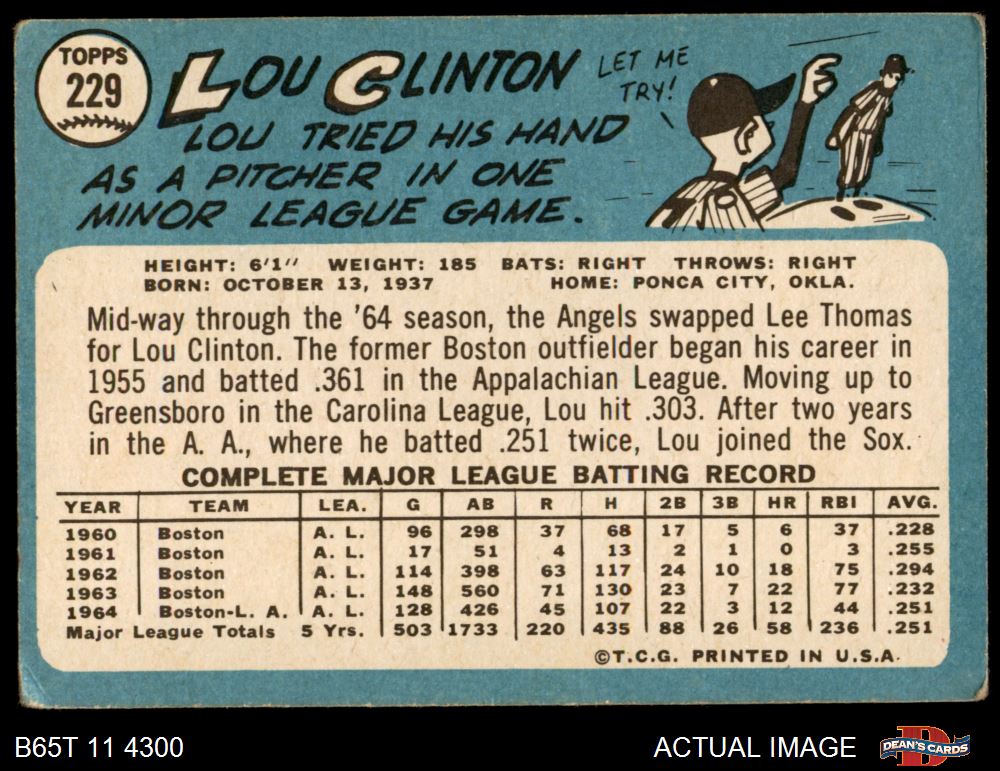 TOPPS
229
LOU CLINTON
LET ME
TRY!
LOU TRIED HIS HAND
AS A PITCHER IN ONE
MINOR LEAGUE GAME.
HEIGHT: 6'1" WEIGHT: 185 BATS: RIGHT THROWS: RIGHT
BORN: OCTOBER 13, 1937 HOME: PONCA CITY, OKLA.
Mid-way through the '64 season, the Angels swapped Lee Thomas
for Lou Clinton. The former Boston outfielder began his career in
1955 and batted .361 in the Appalachian League. Moving up to
Greensboro in the Carolina League, Lou hit .303. After two years
in the A. A., where he batted .251 twice, Lou joined the Sox.
COMPLETE MAJOR LEAGUE BATTING RECORD
YEAR TEAM LEA. G AB R H 2B 3B HR RBI AVG.
1960 Boston A. L. 96 298 37 68 17 5 6 37 .228
1961 Boston A. L. 17 51 4 13 2 1 0 3 .255
1962 Boston A. L. 114 398 63 117 24 10 18 75 .294
1963 Boston A. L. 148 560 71 130 23 7 22 77 .232
1964 Boston-L. A. A. L. 128 426 45 107 22 3 12 44 .251
Major League Totals 5 Yrs. 503 1733 220 435 88 26 58 236 .251
©T.C.G. PRINTED IN U.S.A.
B65T 11 4300 ACTUAL IMAGE DEAN'S CARDS